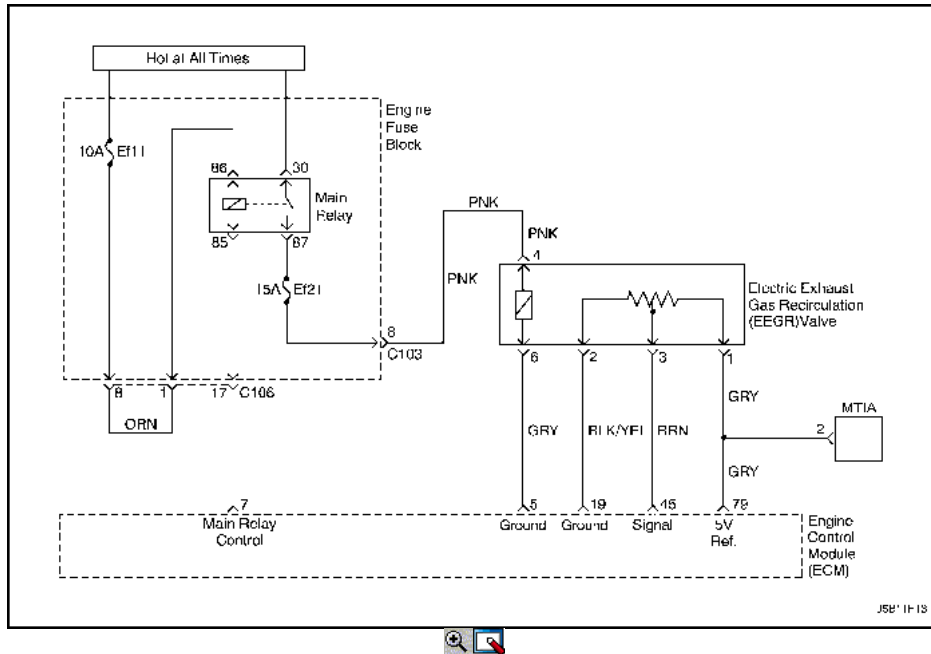 Hot at All Times
Engine
Fuse
Block
10A Ef11
86 30
Main
Relay
85 87
15A Ef21
8
C103
8 1 17 C106
ORN
PNK
PNK
PNK
4
Electric Exhaust
Gas Recirculation
(EEGR)Valve
6 2 3 1
GRY
MTIA
2
GRY BLK/YEL BRN
GRY
7 5 19 45 79
Main Relay
Control
Ground Ground Signal 5V
Ref.
Engine
Control
Module
(ECM)